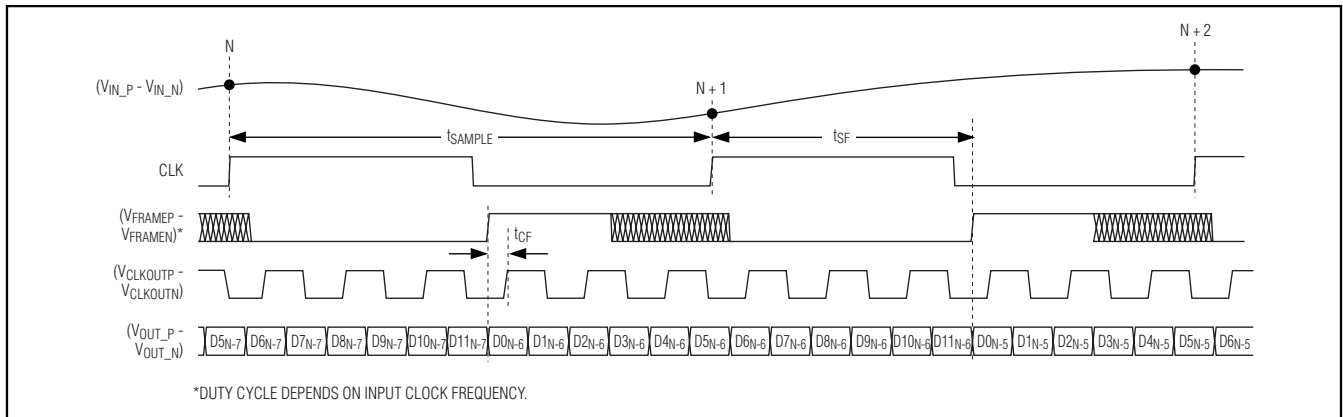 N
N + 2
(VIN_P - VIN_N)
N + 1
tSAMPLE
tSF
CLK
(VFRAMEP -
VFRAMEN)*
tCF
(VCLKOUTP -
VCLKOUTN)
(VOUT_P -
VOUT_N)
D5N-7 D6N-7 D7N-7 D8N-7 D9N-7 D10N-7 D11N-7 D0N-6 D1N-6 D2N-6 D3N-6 D4N-6 D5N-6 D6N-6 D7N-6 D8N-6 D9N-6 D10N-6 D11N-6 D0N-5 D1N-5 D2N-5 D3N-5 D4N-5 D5N-5 D6N-5
*DUTY CYCLE DEPENDS ON INPUT CLOCK FREQUENCY.